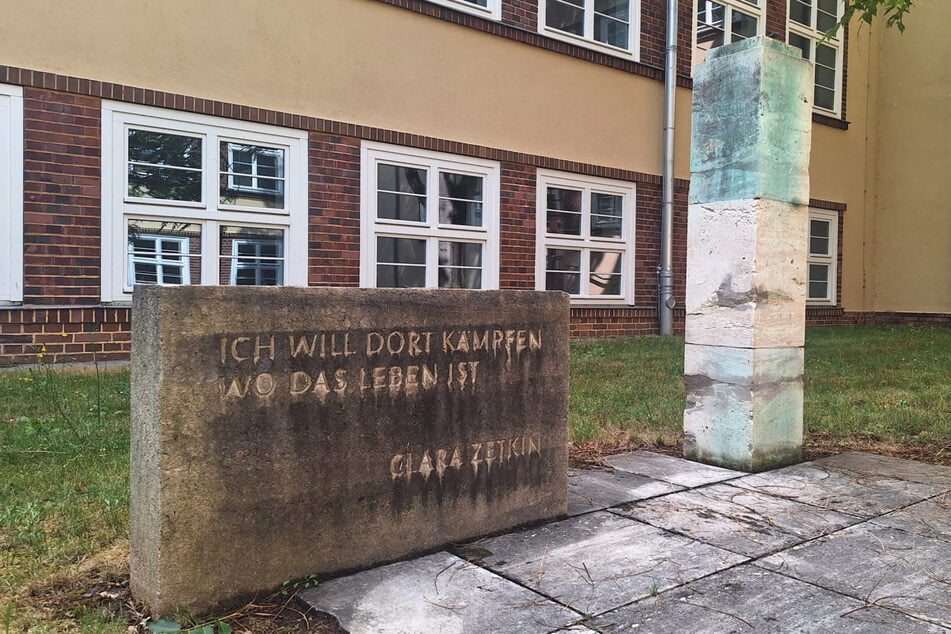 ICH WILL DORT KÄMPFEN
WO DAS LEBEN IST
CLARA ZETKIN